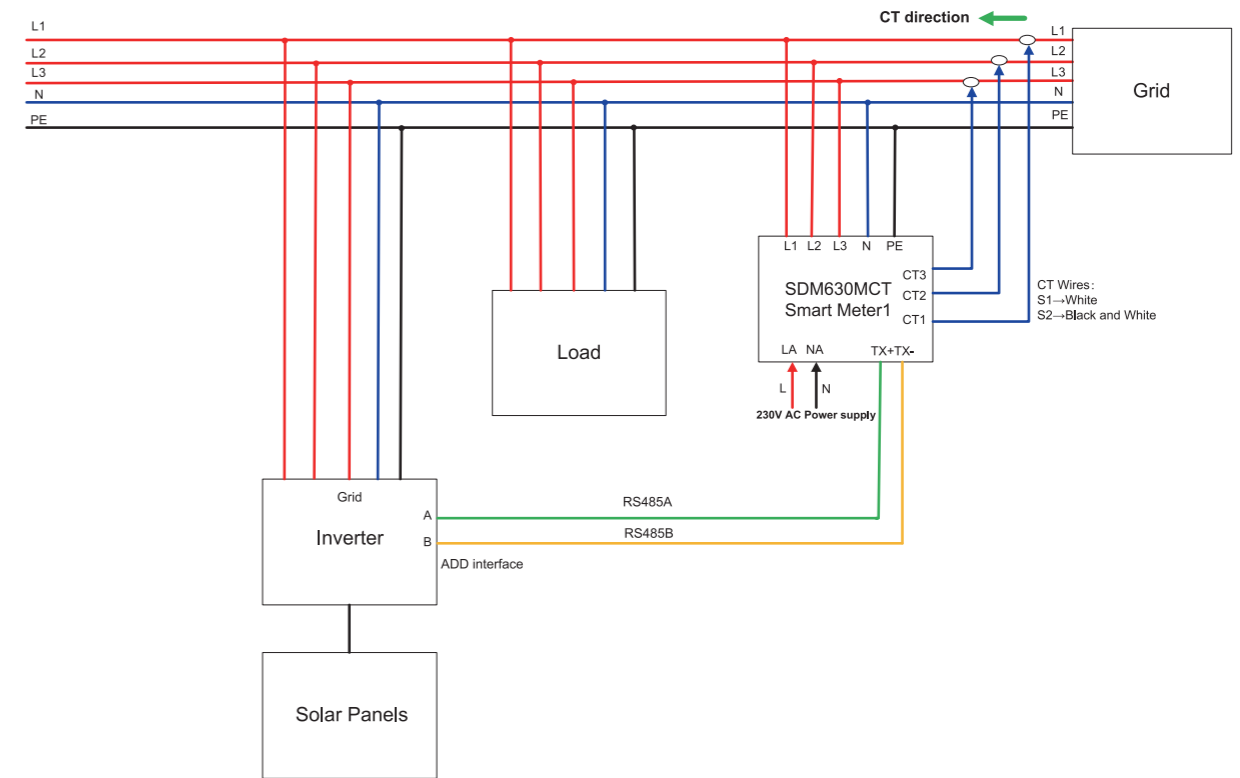 CT direction
L1
L2
L3
N
PE
L1
L2
L3
N
PE
Grid
L1 L2 L3 N PE
SDM630MCT
Smart Meter1
CT3
CT2
CT1
LA NA
TX+TX-
L N
230V AC Power supply
CT Wires：
S1→White
S2→Black and White
Load
Grid
Inverter
A
B
RS485A
RS485B
ADD interface
Solar Panels